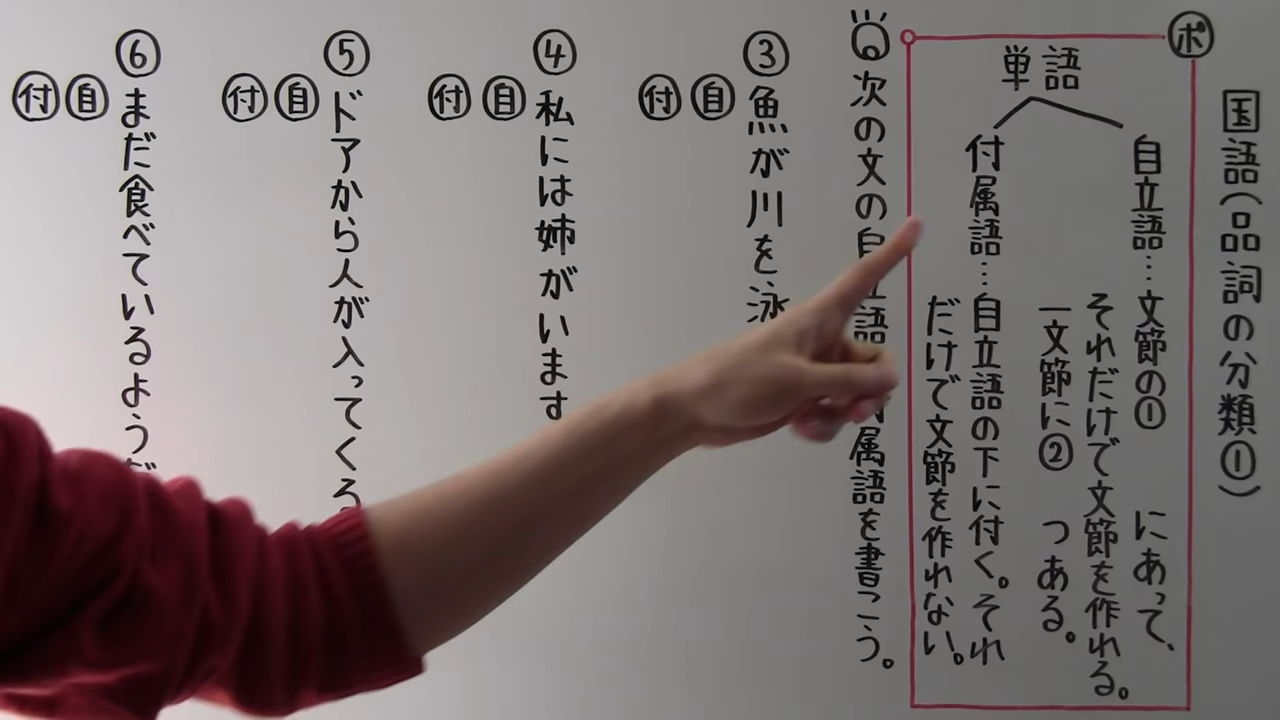 国語(品詞の分類①)
ポ
単語
自立語…文節の① にあって、
それだけで文節を作れる。
一文節に② つある。
付属語…自立語の下に付く。それ
だけで文節を作れない。
次の文の自立語 属語を書こう。
③魚が川を泳
自
付
④私には姉がいます
自
付
⑤ドアから人が入ってくる
自
付
⑥まだ食べているよう
自
付